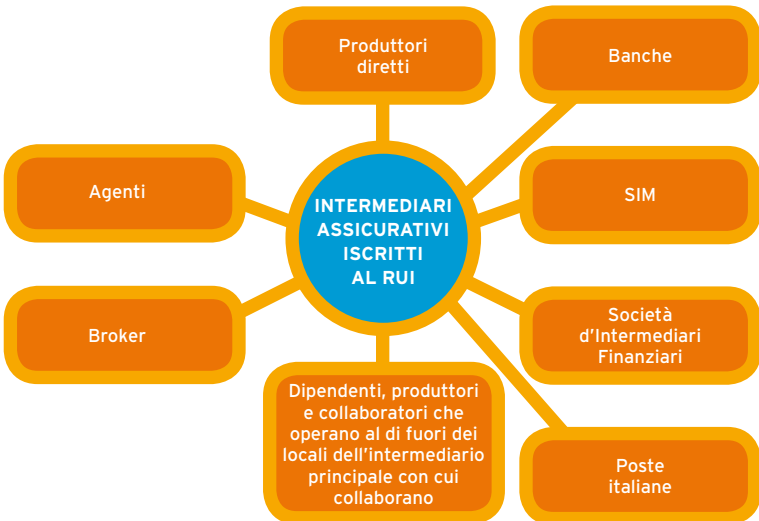 Produttori
diretti
Banche
Agenti
INTERMEDIARI
ASSICURATIVI
ISCRITTI
AL RUI
SIM
Broker
Società
d'Intermediari
Finanziari
Dipendenti, produttori
e collaboratori che
operano al di fuori dei
locali dell'intermediario
principale con cui
collaborano
Poste
italiane